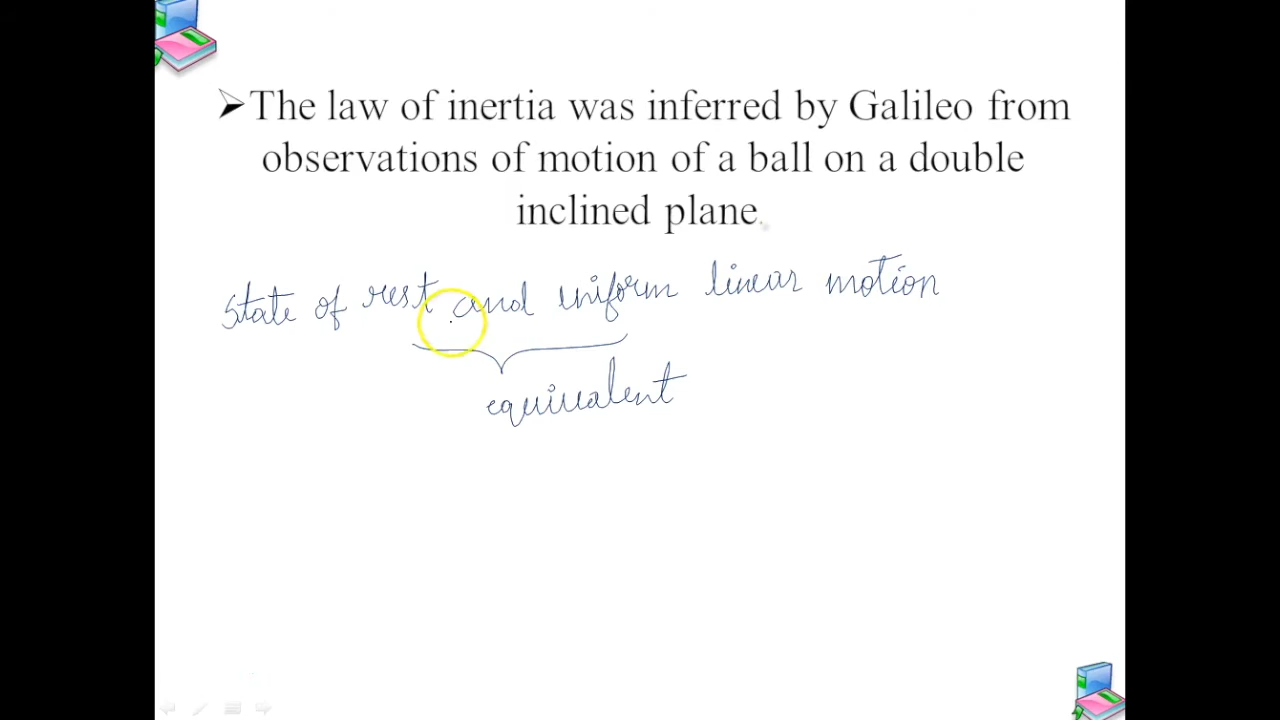 ➢The law of inertia was inferred by Galileo from
observations of motion of a ball on a double
inclined plane.
State of rest and uniform linear motion
equivalent